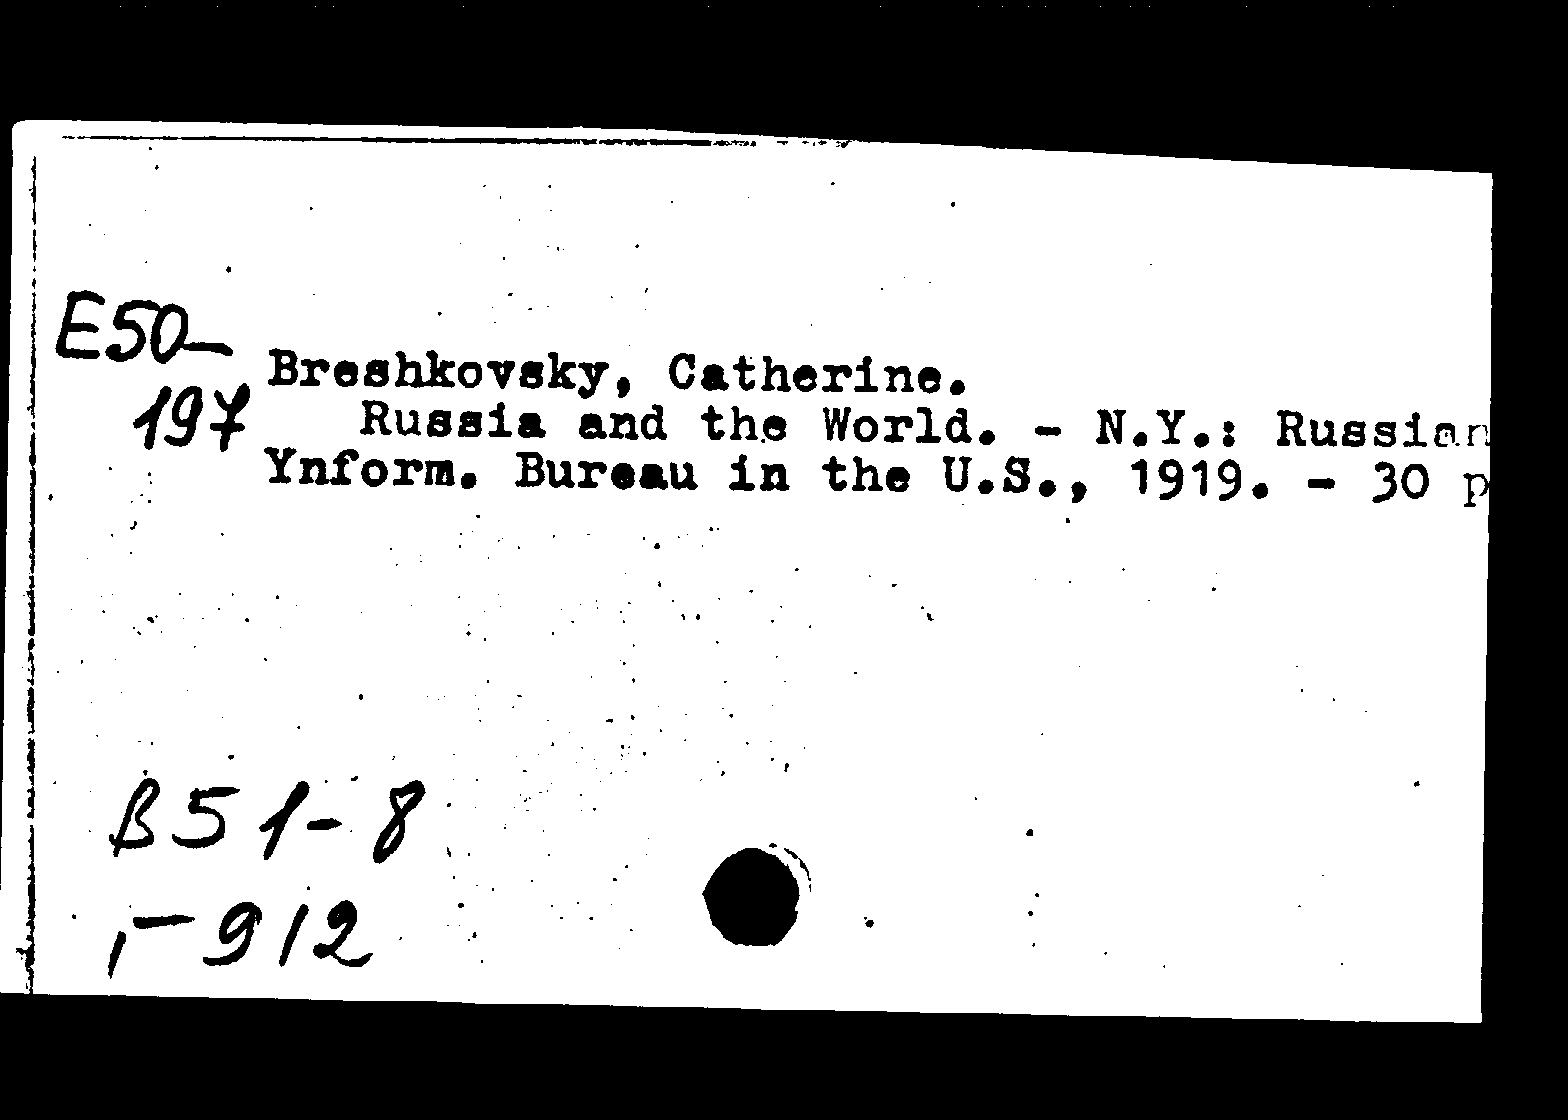 E50-
197
Breshkovsky, Catherine.
Russia and the World. - N.Y.: Russian
Ynform. Bureau in the U.S., 1919. - 30 p
B51-8
Г-912